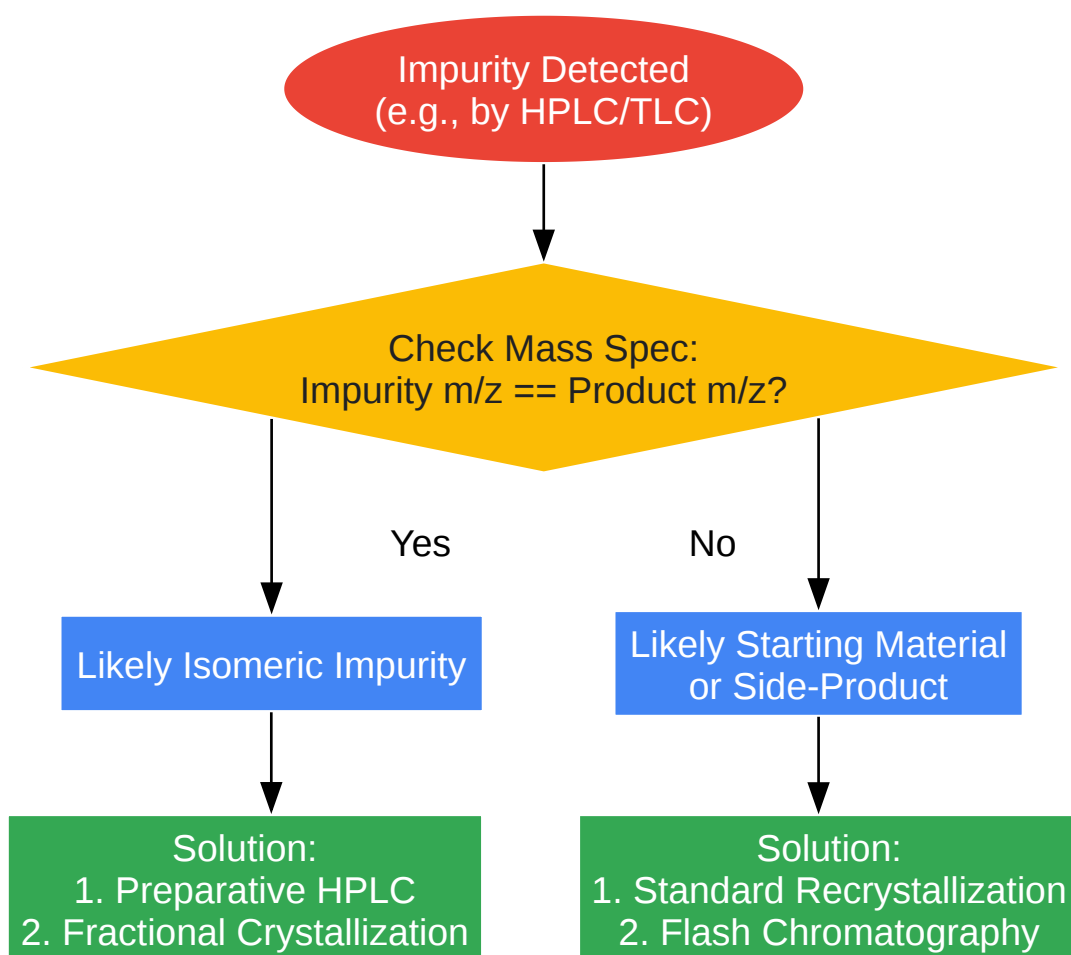 Impurity Detected
(e.g., by HPLC/TLC)
Check Mass Spec:
Impurity m/z == Product m/z?
Yes
No
Likely Isomeric Impurity
Likely Starting Material
or Side-Product
Solution:
1. Preparative HPLC
2. Fractional Crystallization
Solution:
1. Standard Recrystallization
2. Flash Chromatography